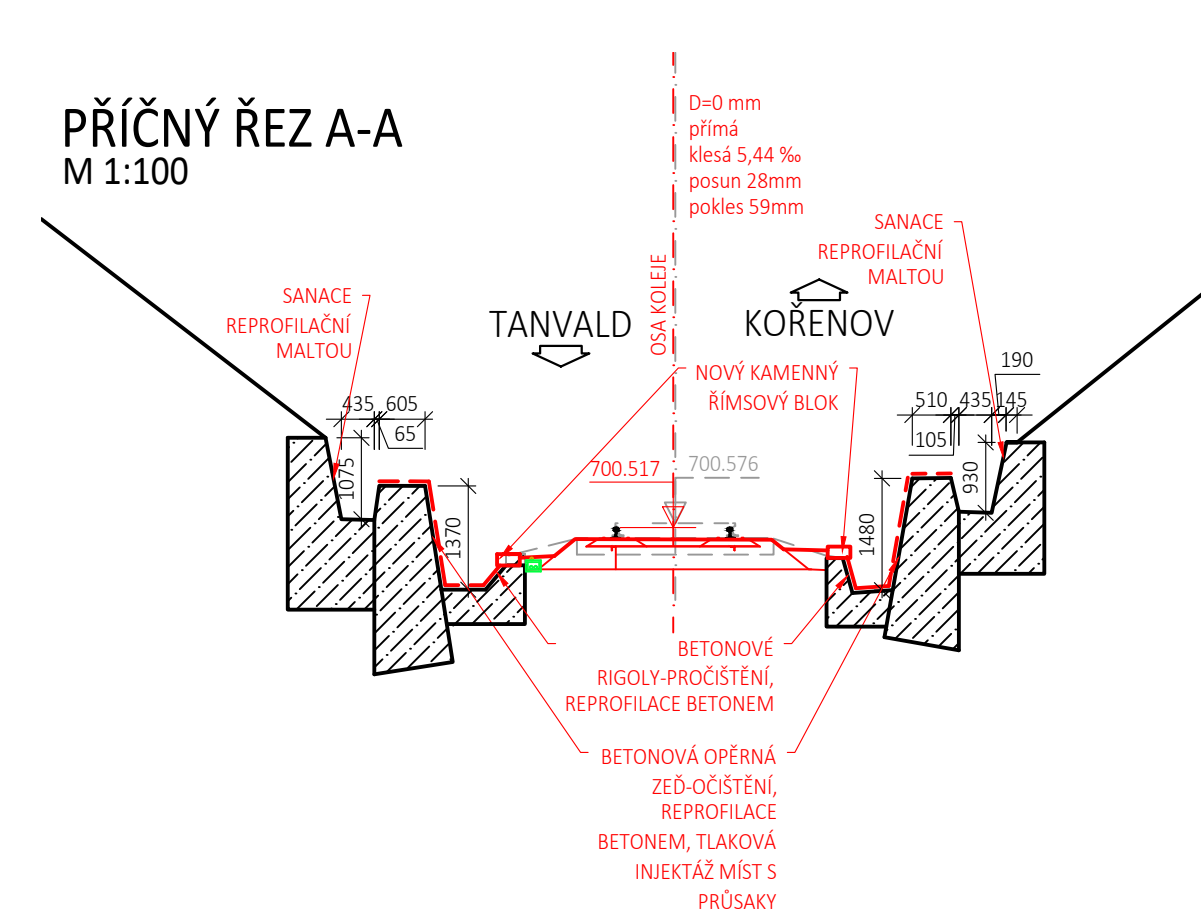 PŘÍČNÝ ŘEZ A-A
M 1:100
D=0 mm
přímá
klesá 5,44 ‰
posun 28mm
pokles 59mm
OSA KOLEJE
SANACE
REPROFILAČNÍ
MALTOU
SANACE
REPROFILAČNÍ
MALTOU
TANVALD
KOŘENOV
NOVÝ KAMENNÝ
ŘÍMSOVÝ BLOK
435 605
65
1075
1370
510 435 145
190
105
930
1480
700.517
700.576
BETONOVÉ
RIGOLY-PROČIŠTĚNÍ,
REPROFILACE BETONEM
BETONOVÁ OPĚRNÁ
ZEĎ-OČIŠTĚNÍ,
REPROFILACE
BETONEM, TLAKOVÁ
INJEKTÁŽ MÍST S
PRŮSAKY